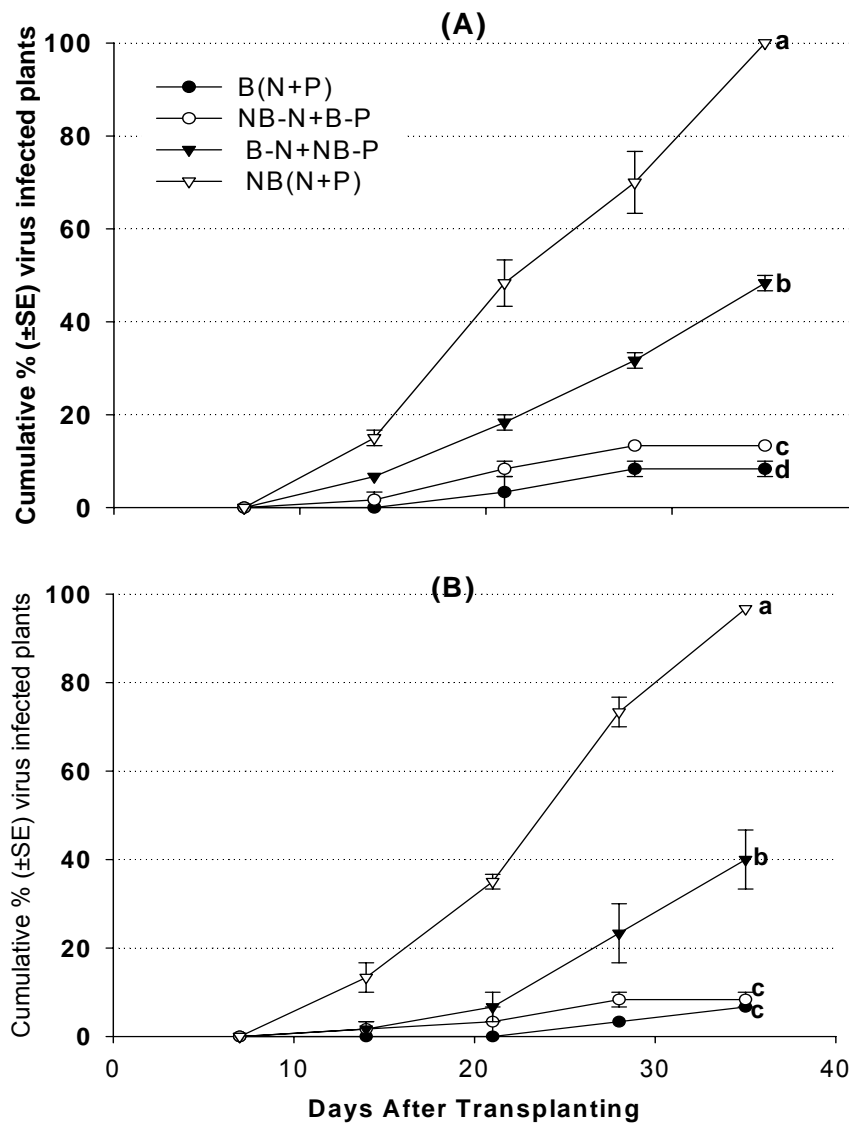 (A)
Cumulative % (±SE) virus infected plants
100
80
60
40
20
0
B(N+P)
NB-N+B-P
B-N+NB-P
NB(N+P)
a
b
c
d
(B)
Cumulative % (±SE) virus infected plants
100
80
60
40
20
0
a
b
c
c
0 10 20 30 40
Days After Transplanting